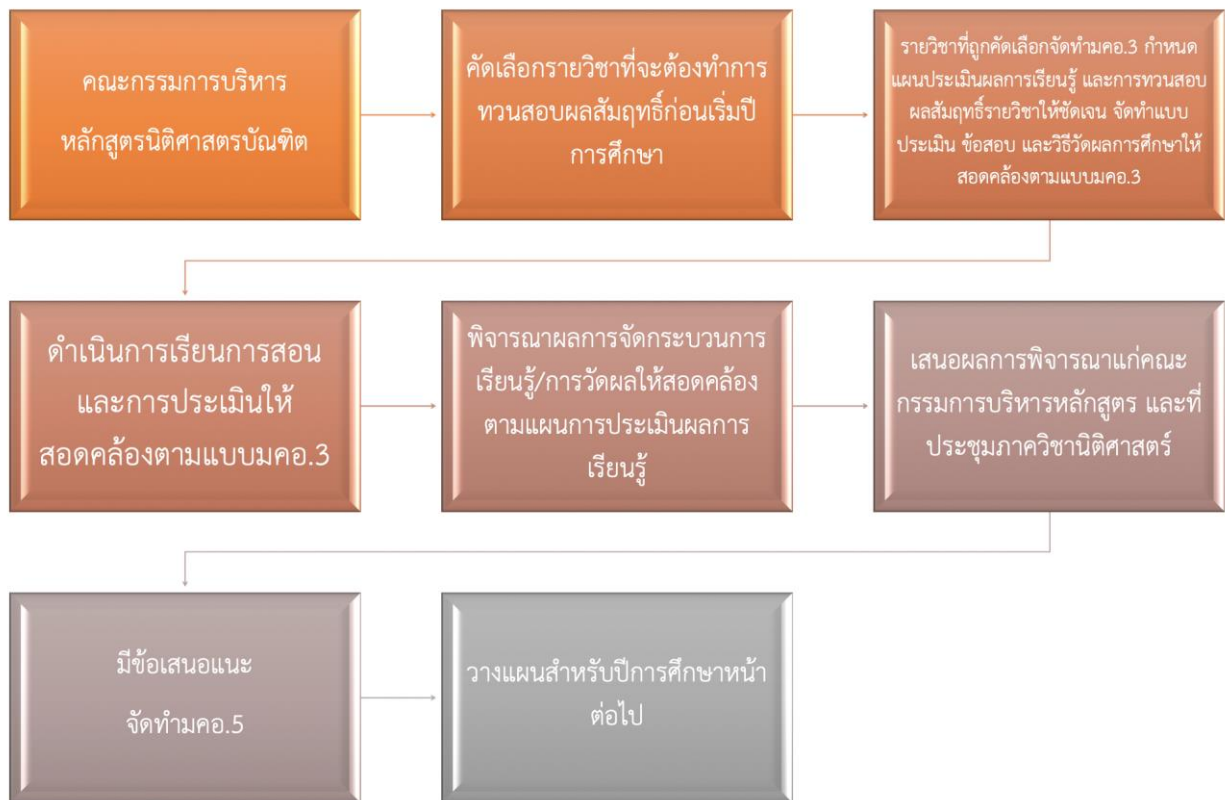 คณะกรรมการบริหาร
หลักสูตรนิติศาสตรบัณฑิต
คัดเลือกรายวิชาที่จะต้องทำการ
ทวนสอบผลสัมฤทธิ์ก่อนเริ่มปี
การศึกษา
รายวิชาที่ถูกคัดเลือกจัดทำมคอ.3 กำหนด
แผนประเมินผลการเรียนรู้ และการทวนสอบ
ผลสัมฤทธิ์รายวิชาให้ชัดเจน จัดทำแบบ
ประเมิน ข้อสอบ และวิธีวัดผลการศึกษาให้
สอดคล้องตามแบบมคอ.3
ดำเนินการเรียนการสอน
และการประเมินให้
สอดคล้องตามแบบมคอ.3
พิจารณาผลการจัดกระบวนการ
เรียนรู้/การวัดผลให้สอดคล้อง
ตามแผนการประเมินผลการ
เรียนรู้
เสนอผลการพิจารณาแก่คณะ
กรรมการบริหารหลักสูตร และที่
ประชุมภาควิชานิติศาสตร์
มีข้อเสนอแนะ
จัดทำมคอ.5
วางแผนสำหรับปีการศึกษาหน้า
ต่อไป